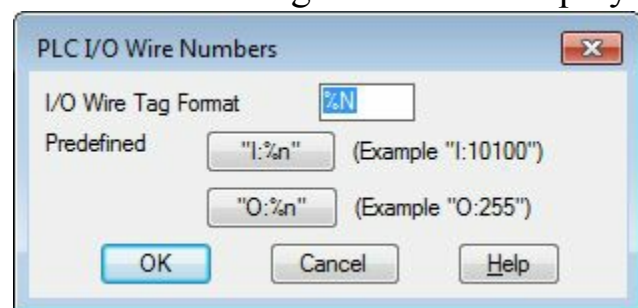 PLC I/O Wire Numbers
I/O Wire Tag Format %N
Predefined "I:%n" (Example "I:10100")
"O:%n" (Example "O:255")
OK Cancel Help